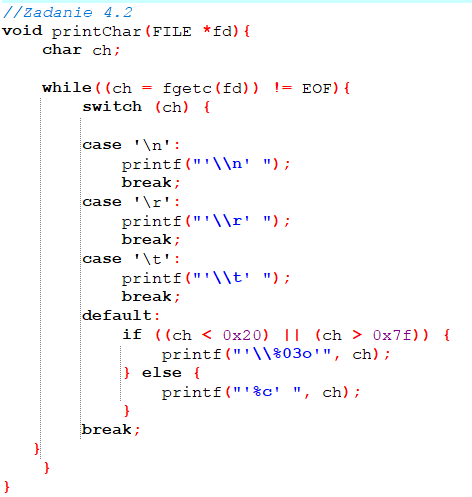 //Zadanie 4.2
void printChar(FILE *fd){
    char ch;

    while((ch = fgetc(fd)) != EOF){
        switch (ch) {

        case '\n':
            printf("'\\n' ");
            break;
        case '\r':
            printf("'\\r' ");
            break;
        case '\t':
            printf("'\\t' ");
            break;
        default:
            if ((ch < 0x20) || (ch > 0x7f)) {
                printf("'\\%03o'", ch);
            } else {
                printf("'%c' ", ch);
            }
        break;
   }
    }
}